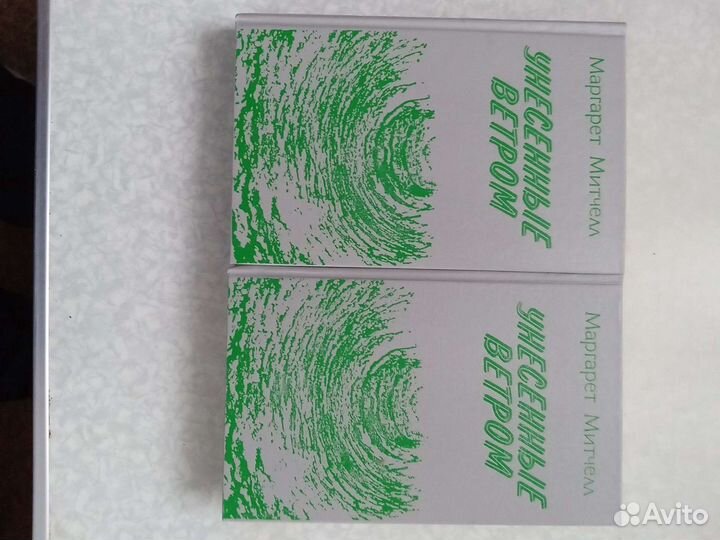 Маргарет Митчелл
УНЕСЕННЫЕ
ВЕТРОМ
Маргарет Митчелл
УНЕСЕННЫЕ
ВЕТРОМ
Avito